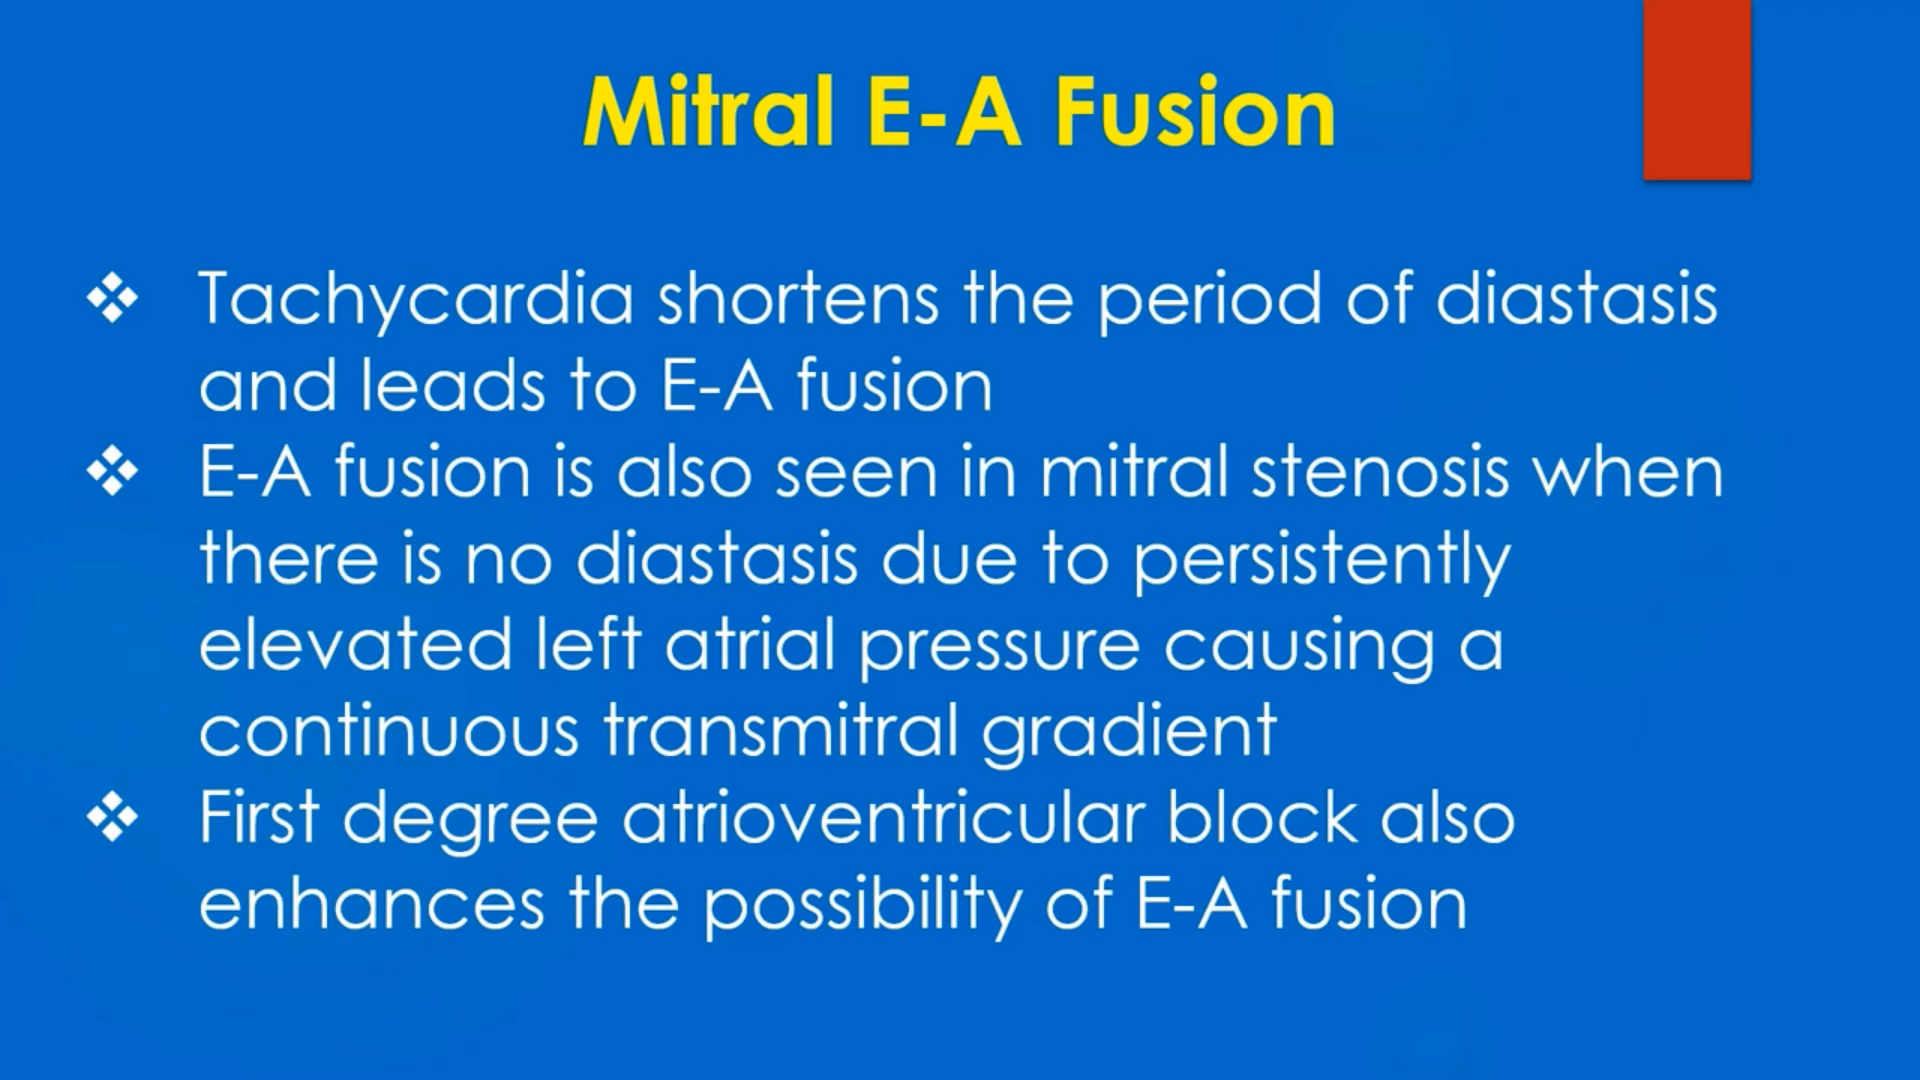 Mitral E-A Fusion
❖ Tachycardia shortens the period of diastasis
and leads to E-A fusion
❖ E-A fusion is also seen in mitral stenosis when
there is no diastasis due to persistently
elevated left atrial pressure causing a
continuous transmitral gradient
❖ First degree atrioventricular block also
enhances the possibility of E-A fusion